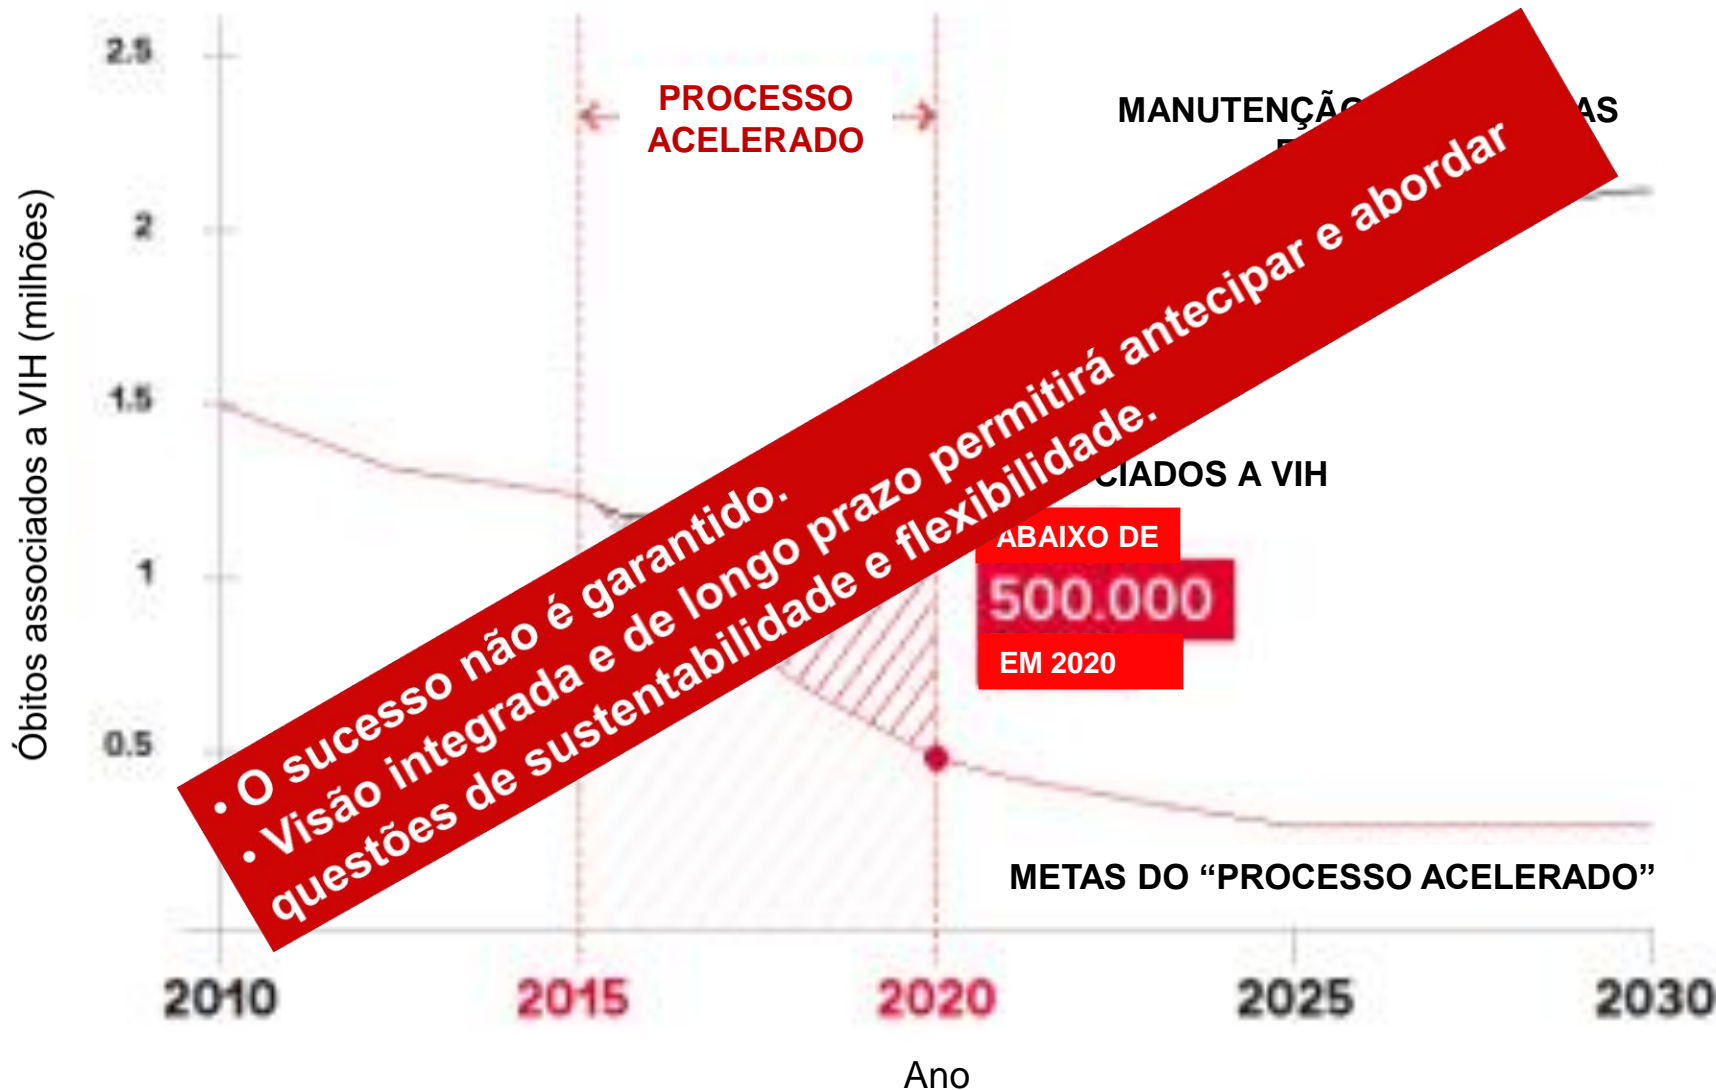 2.5
2
1.5
1
0.5
Óbitos associados a VIH (milhões)
PROCESSO
ACELERADO
MANUTENÇÃO
AS
• O sucesso não é garantido.
• Visão integrada e de longo prazo permitirá antecipar e abordar
questões de sustentabilidade e flexibilidade.
CIADOS A VIH
ABAIXO DE
500.000
EM 2020
METAS DO “PROCESSO ACELERADO”
2010
2015
2020
2025
2030
Ano